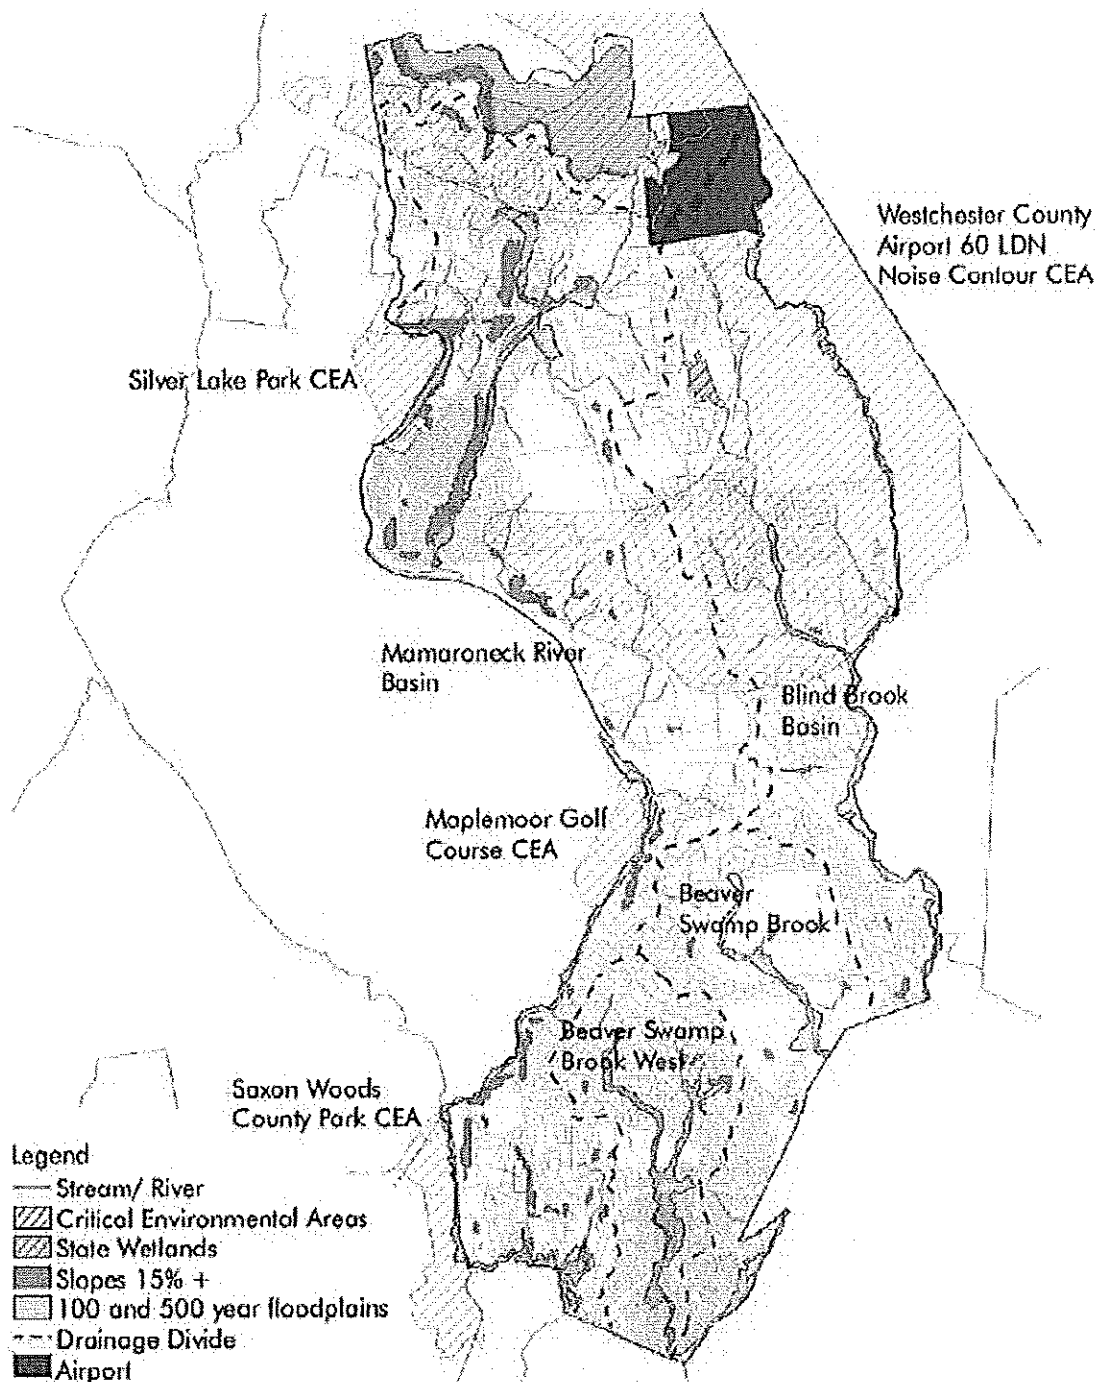 Westchester County
Airport 60 LDN
Noise Contour CEA
Silver Lake Park CEA
Mamaroneck River
Basin
Blind Brook
Basin
Maplemoor Golf
Course CEA
Beaver
Swamp Brook
Beaver Swamp
Brook West
Saxon Woods
County Park CEA
Legend
Stream/ River
Critical Environmental Areas
State Wetlands
Slopes 15% +
100 and 500 year floodplains
Drainage Divide
Airport